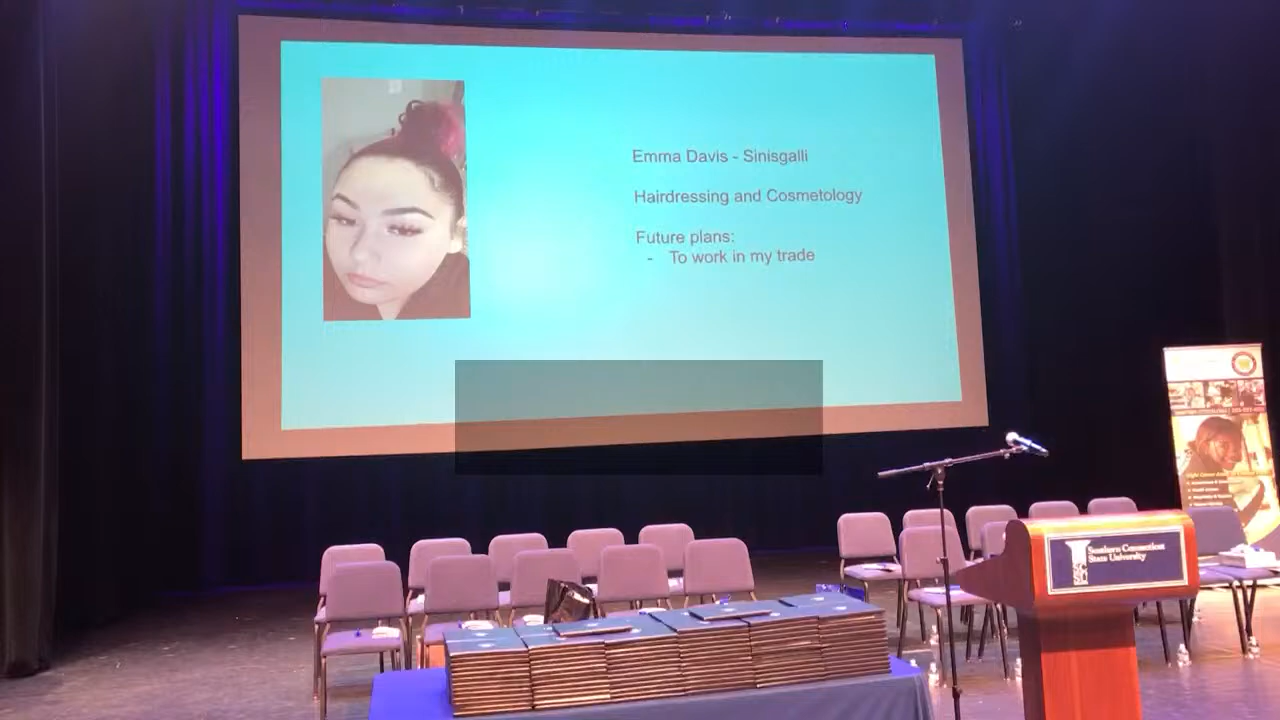 Emma Davis - Sinisgalli
Hairdressing and Cosmetology
Future plans:
- To work in my trade
Southern Connecticut
State University